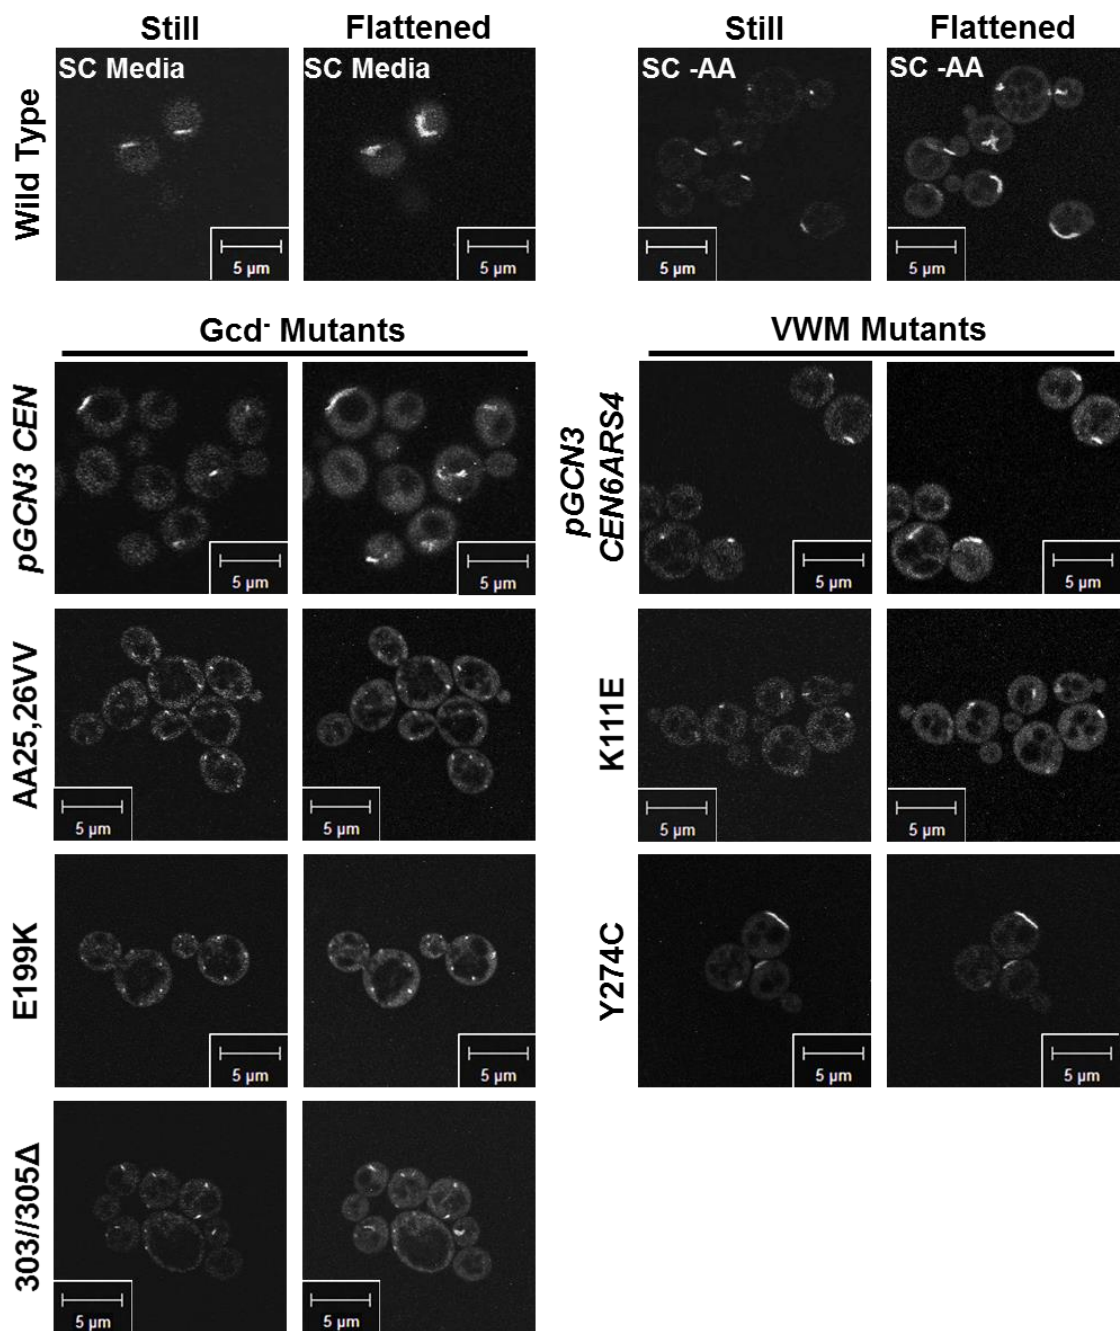 Still
Flattened
Still
Flattened
Wild Type
SC Media
5 µm
SC Media
5 µm
SC -AA
5 µm
SC -AA
5 µm
Gcd- Mutants
VWM Mutants
pGCN3 CEN
5 µm
5 µm
pGCN3
CEN6ARS4
5 µm
5 µm
AA25,26VV
5 µm
5 µm
K111E
5 µm
5 µm
E199K
5 µm
5 µm
Y274C
5 µm
5 µm
303//305Δ
5 µm
5 µm